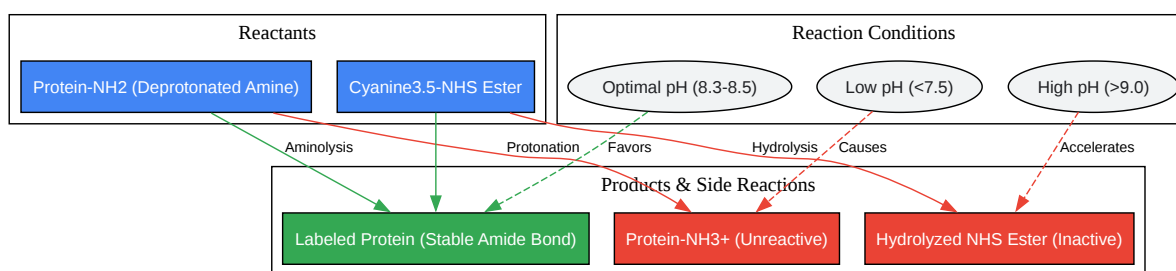 Reactants
Reaction Conditions
Protein-NH2 (Deprotonated Amine)
Cyanine3.5-NHS Ester
Optimal pH (8.3-8.5)
Low pH (<7.5)
High pH (>9.0)
Aminolysis
Protonation
Favors
Hydrolysis
Causes
Accelerates
Products & Side Reactions
Labeled Protein (Stable Amide Bond)
Protein-NH3+ (Unreactive)
Hydrolyzed NHS Ester (Inactive)